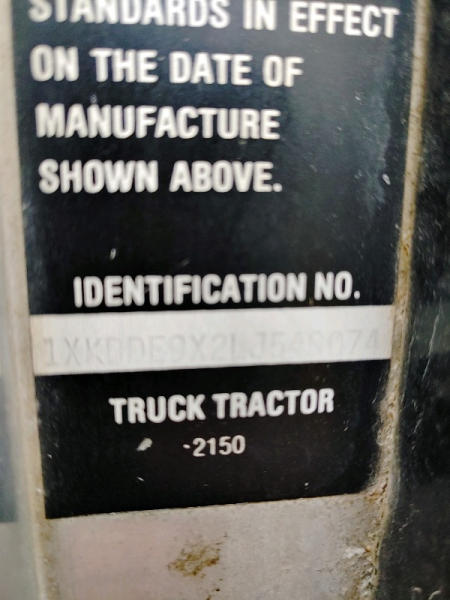 STANDARDS IN EFFECT
ON THE DATE OF
MANUFACTURE
SHOWN ABOVE.
IDENTIFICATION NO.
TRUCK TRACTOR
-2150